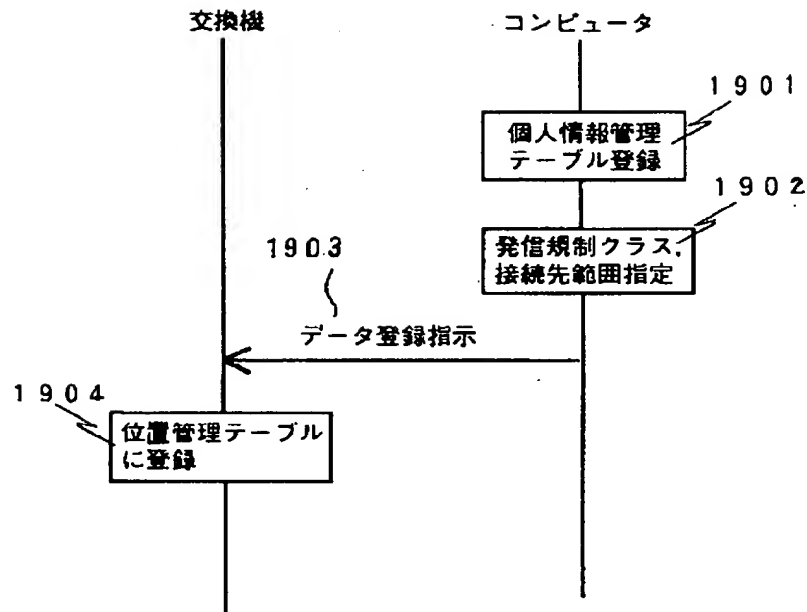 交換機
コンピュータ
1901
個人情報管理
テーブル登録
1902
発信規制クラス,
接続先範囲指定
1903
データ登録指示
1904
位置管理テーブル
に登録